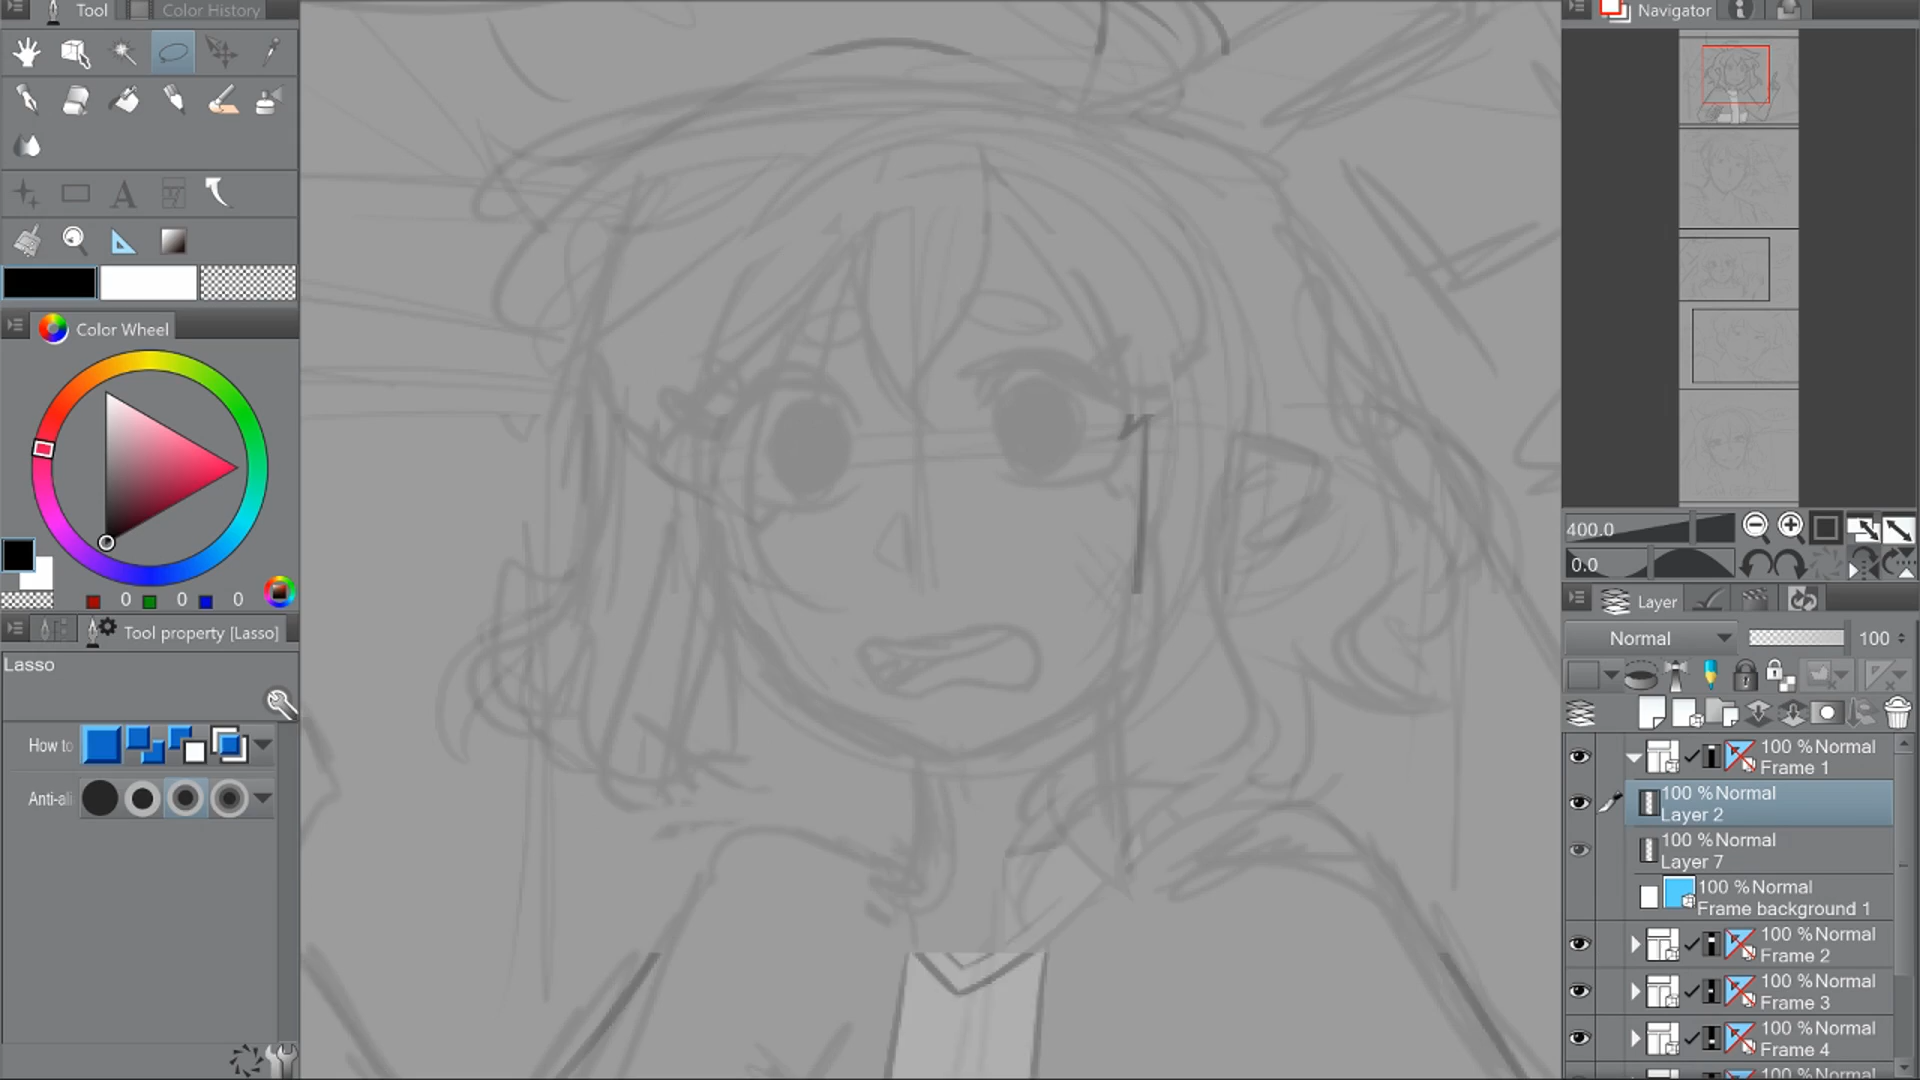 Tool
Color History
Navigator
Color Wheel
0 0 0
Tool property [Lasso]
Lasso
How to
Anti-ali
400.0
0.0
Layer
Normal 100
100 %Normal
Frame 1
100 %Normal
Layer 2
100 %Normal
Layer 7
100 %Normal
Frame background 1
100 %Normal
Frame 2
100 %Normal
Frame 3
100 %Normal
Frame 4
100 %Normal